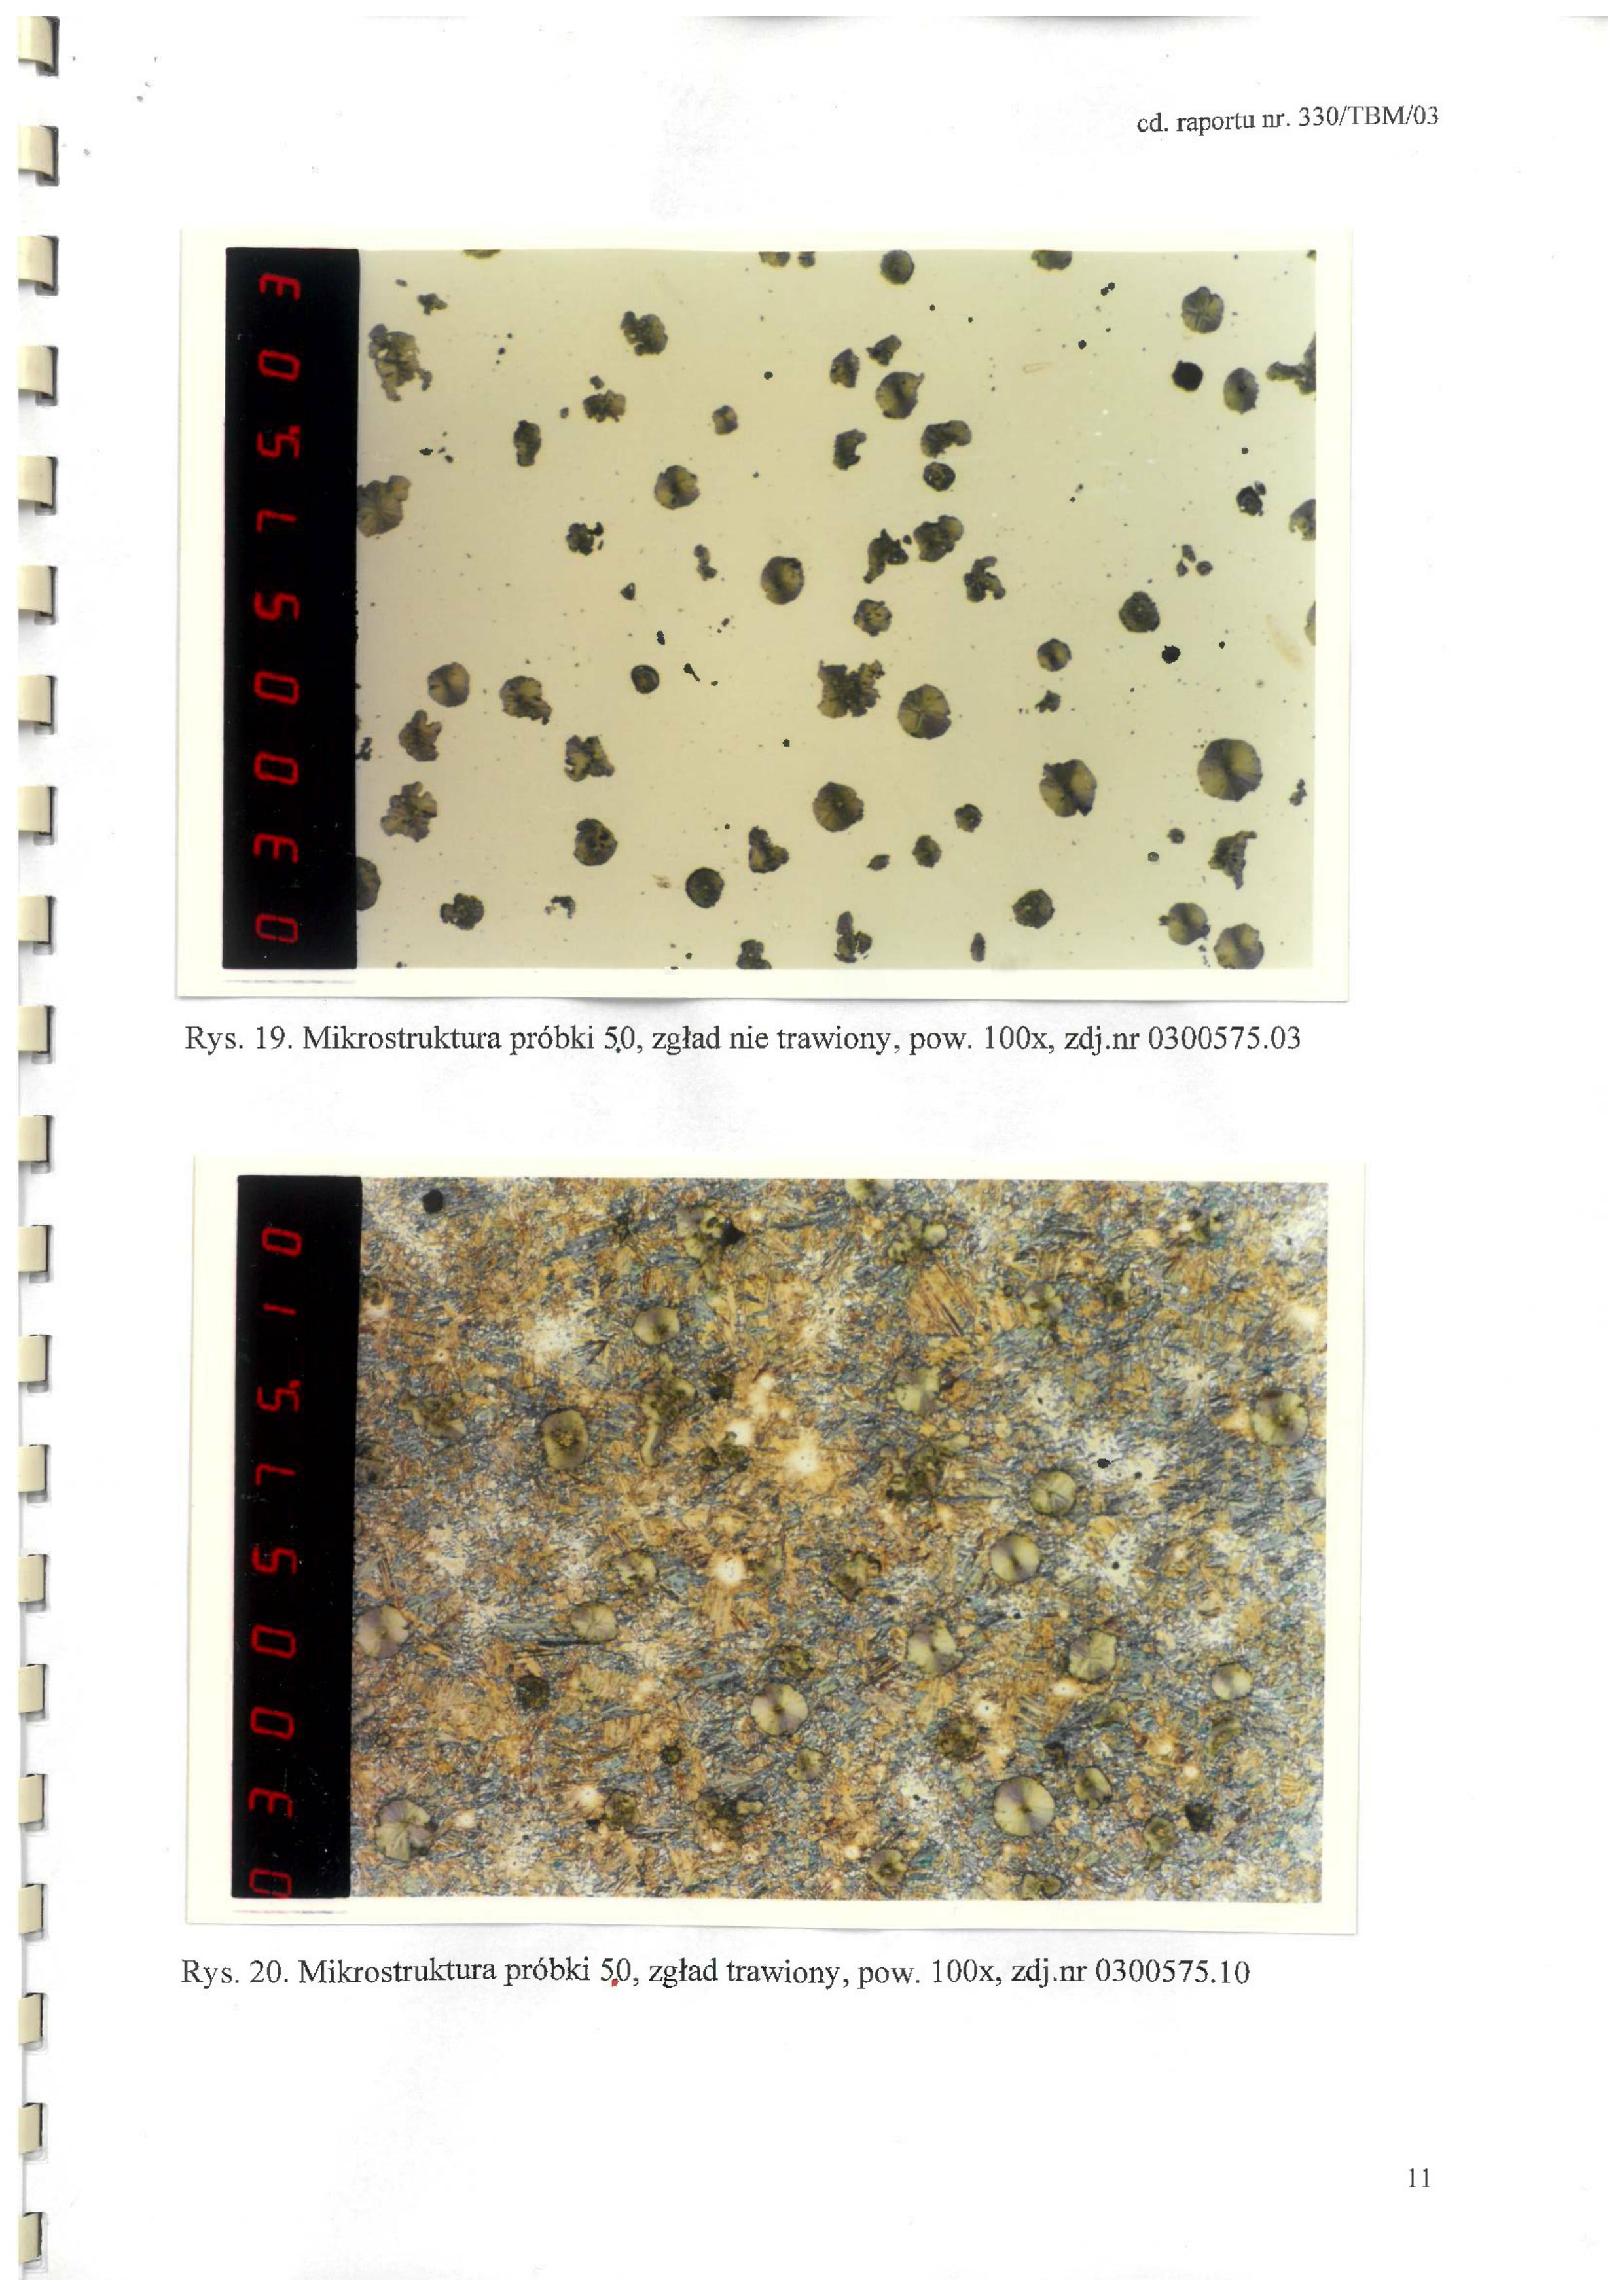 cd. raportu nr. 330/TBM/03
0300575.03
Rys. 19. Mikrostruktura próbki 5.0, zgład nie trawiony, pow. 100x, zdj.nr 0300575.03
0300575.10
Rys. 20. Mikrostruktura próbki 5.0, zgład trawiony, pow. 100x, zdj.nr 0300575.10
11